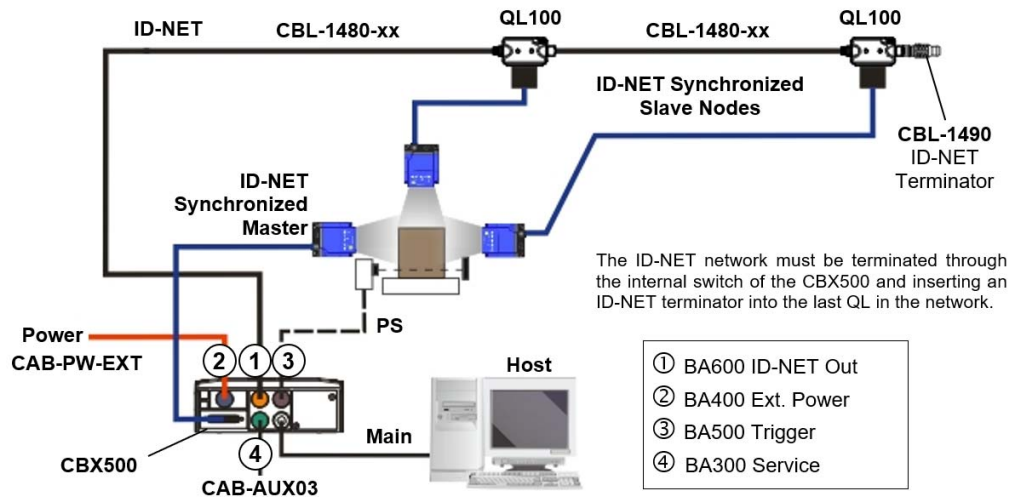 QL100
QL100
ID-NET
CBL-1480-xx
CBL-1480-xx
ID-NET Synchronized
Slave Nodes
CBL-1490
ID-NET
Terminator
ID-NET
Synchronized
Master
The ID-NET network must be terminated through
the internal switch of the CBX500 and inserting an
ID-NET terminator into the last QL in the network.
PS
Power
CAB-PW-EXT
2
1
3
Host
① BA600 ID-NET Out
② BA400 Ext. Power
③ BA500 Trigger
④ BA300 Service
Main
CBX500
4
CAB-AUX03